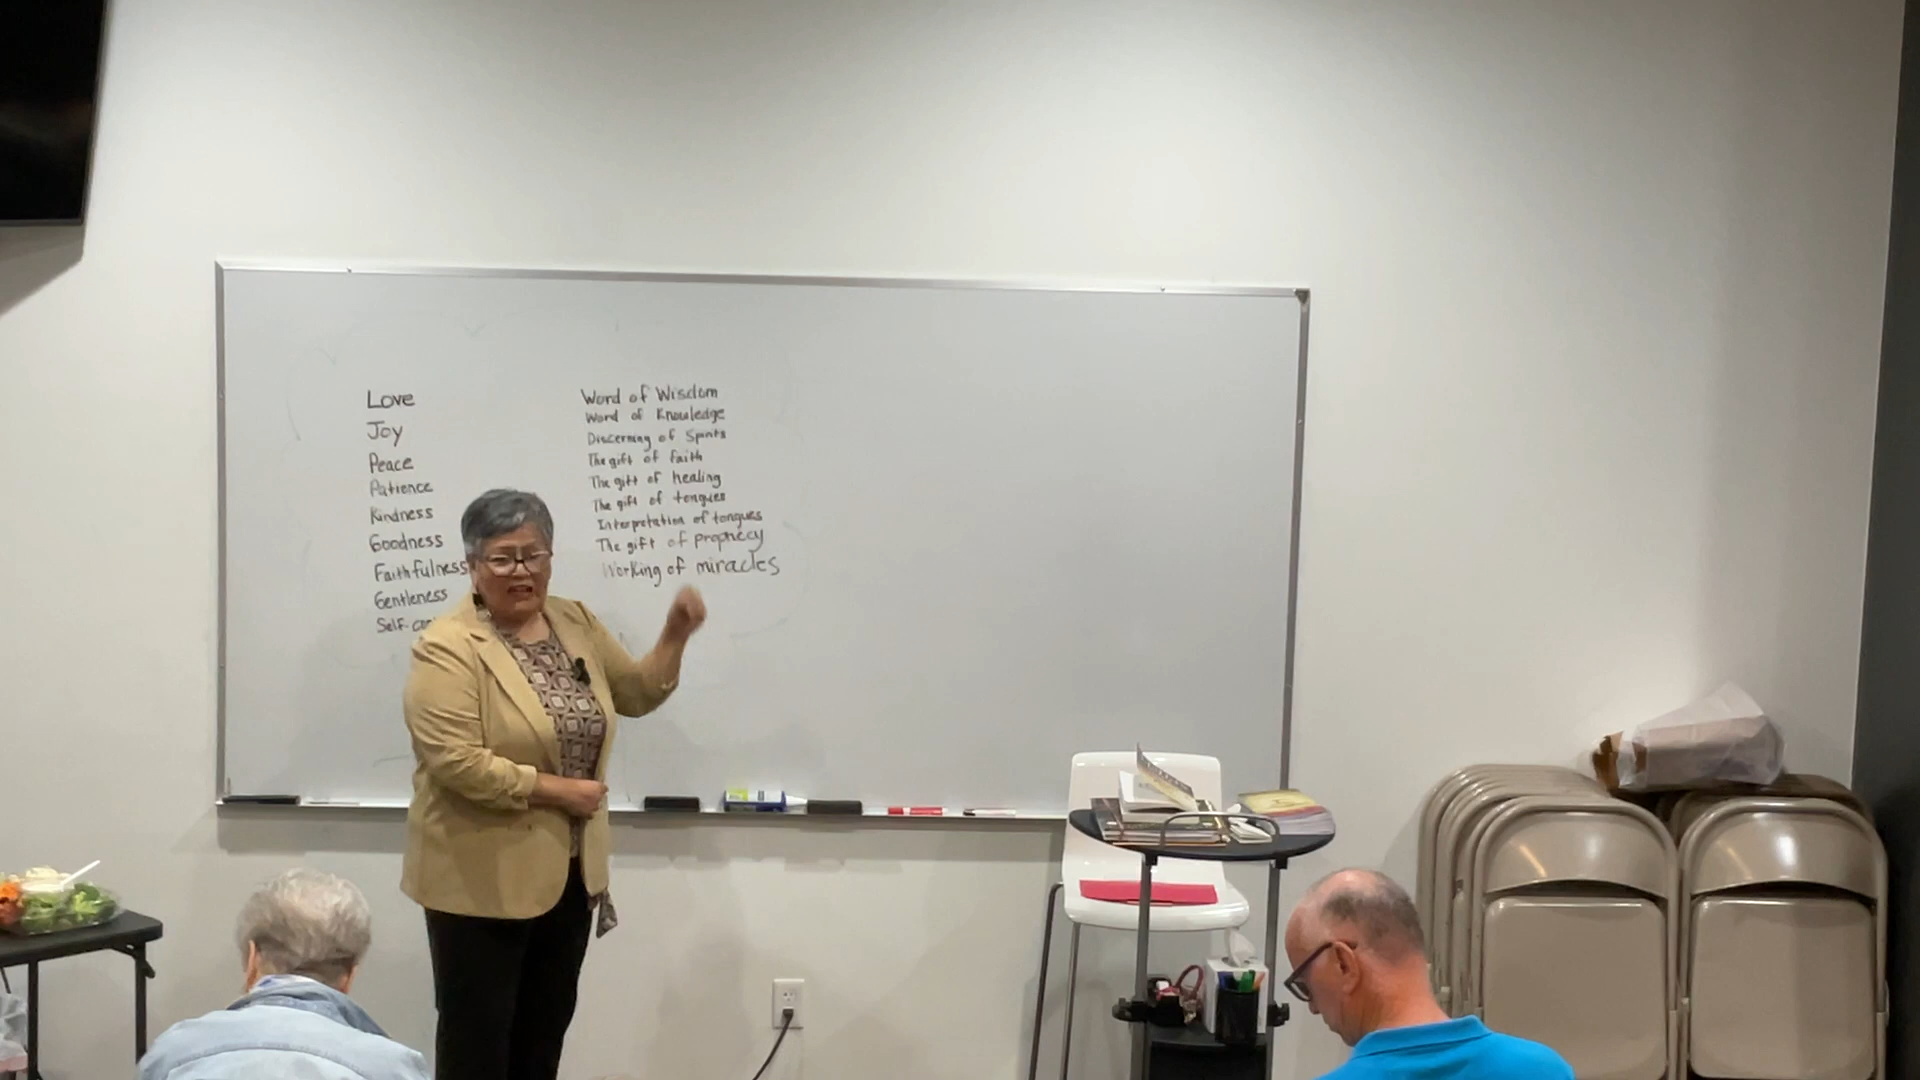 Love
Joy
Peace
Patience
Kindness
Goodness
Faithfulness
Gentleness
Self-
Word of Wisdom
Word of Knowledge
Discerning of Spirits
The gift of faith
The gift of healing
The gift of tongues
Interpretation of tongues
The gift of prophecy
Working of miracles